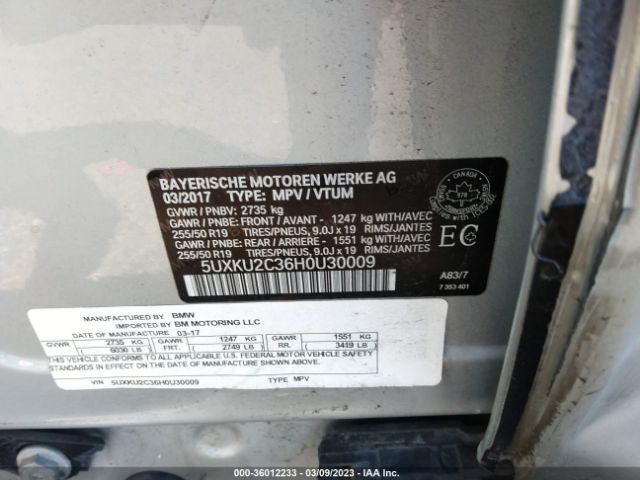 BAYERISCHE MOTOREN WERKE AG
03/2017 TYPE: MPV / VTUM
GVWR / PNBV: 2735 kg
GAWR / PNBE: FRONT / AVANT - 1247 kg WITH/AVEC
255/50 R19 TIRES/PNEUS, 9.0J x 19 RIMS/JANTES
GAWR / PNBE: REAR / ARRIERE - 1551 kg WITH/AVEC
255/50 R19 TIRES/PNEUS, 9.0J x 19 RIMS/JANTES
5UXKU2C36H0U30009
EC
A83/7
7 353 401
CANADA
978
MANUFACTURED BY BMW
IMPORTED BY BM MOTORING LLC
DATE OF MANUFACTURE 03-17
GVWR 2735 KG GAWR 1247 KG GAWR 1551 KG
( 6030 LB) FRT. ( 2749 LB) RR. ( 3419 LB)
THIS VEHICLE CONFORMS TO ALL APPLICABLE U.S. FEDERAL MOTOR VEHICLE SAFETY
STANDARDS IN EFFECT ON THE DATE OF MANUFACTURE SHOWN ABOVE.
VIN 5UXKU2C36H0U30009 TYPE MPV
000-36012233 - 03/09/2023 - IAA, Inc.